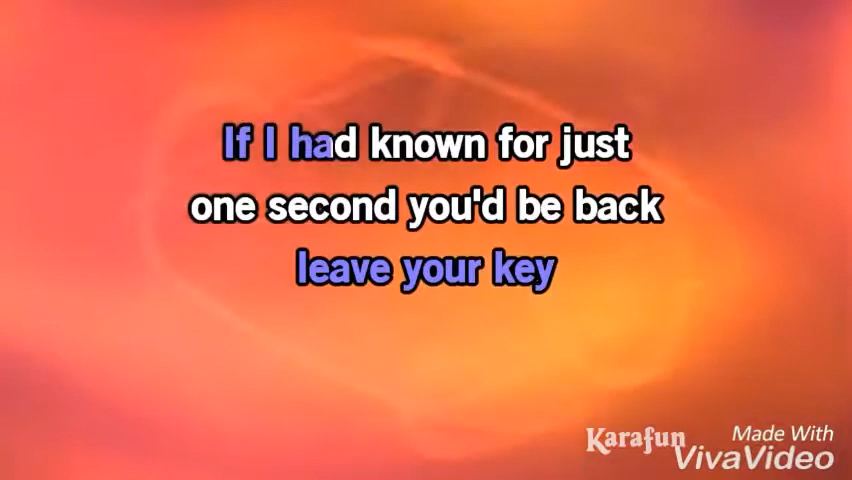 If I had known for just
one second you'd be back
leave your key
Karafun
Made With
VivaVideo